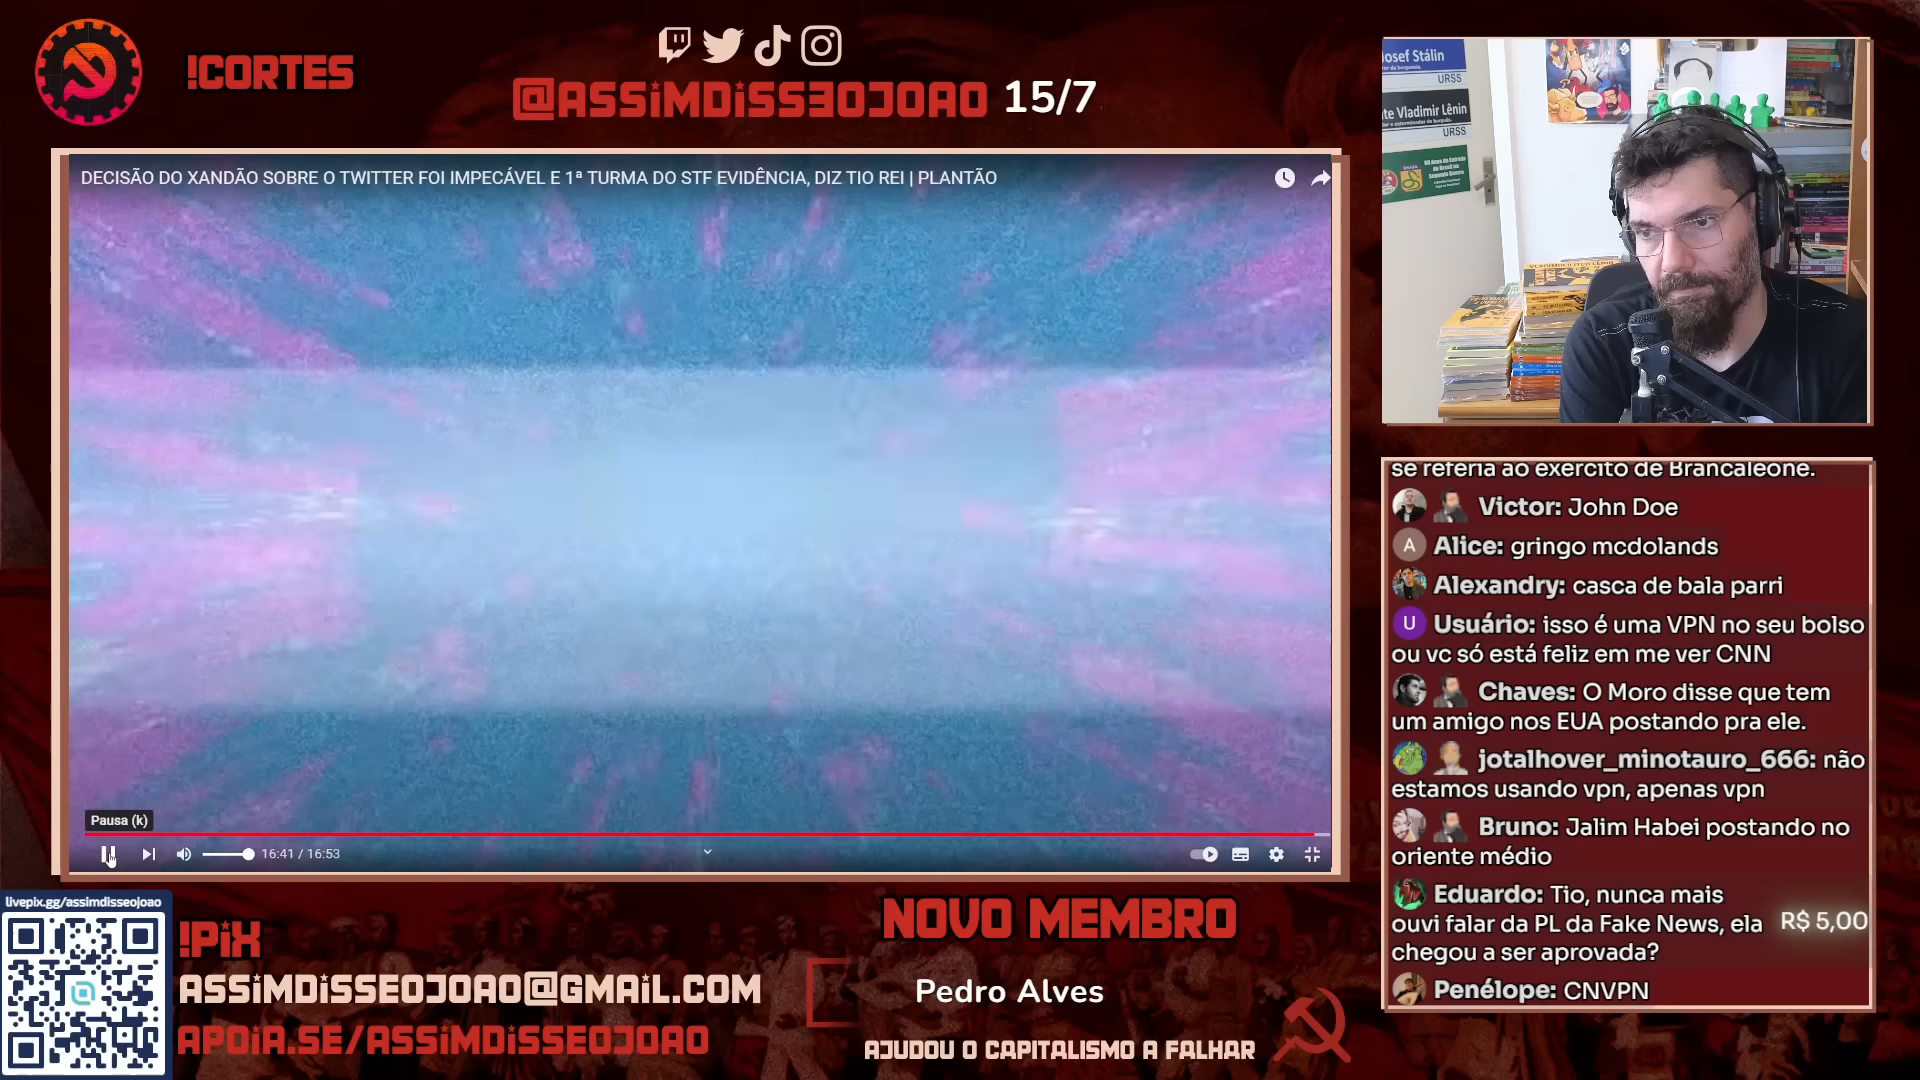 !CORTES
@ASSIMDISSEOJOAO
15/7
DECISÃO DO XANDÃO SOBRE O TWITTER FOI IMPECÁVEL E 1ª TURMA DO STF EVIDÊNCIA, DIZ TIO REI | PLANTÃO
Pausa (k)
16:41 / 16:53
Josef Stálin
URSS
Vladimir Lênin
URSS
se referia ao exército de Brancaleone.
Victor: John Doe
A
Alice: gringo mcdolands
Alexandry: casca de bala parri
U
Usuário: isso é uma VPN no seu bolso
ou vc só está feliz em me ver CNN
Chaves: O Moro disse que tem
um amigo nos EUA postando pra ele.
jotalhover_minotauro_666: não
estamos usando vpn, apenas vpn
Bruno: Jalim Habei postando no
oriente médio
Eduardo: Tio, nunca mais
ouvi falar da PL da Fake News, ela
chegou a ser aprovada?
R$ 5,00
Penélope: CNVPN
livepix.gg/assimdisseojoao
!PIX
ASSIMDISSEOJOAO@GMAIL.COM
APOIA.SE/ASSIMDISSEOJOAO
NOVO MEMBRO
Pedro Alves
AJUDOU O CAPITALISMO A FALHAR